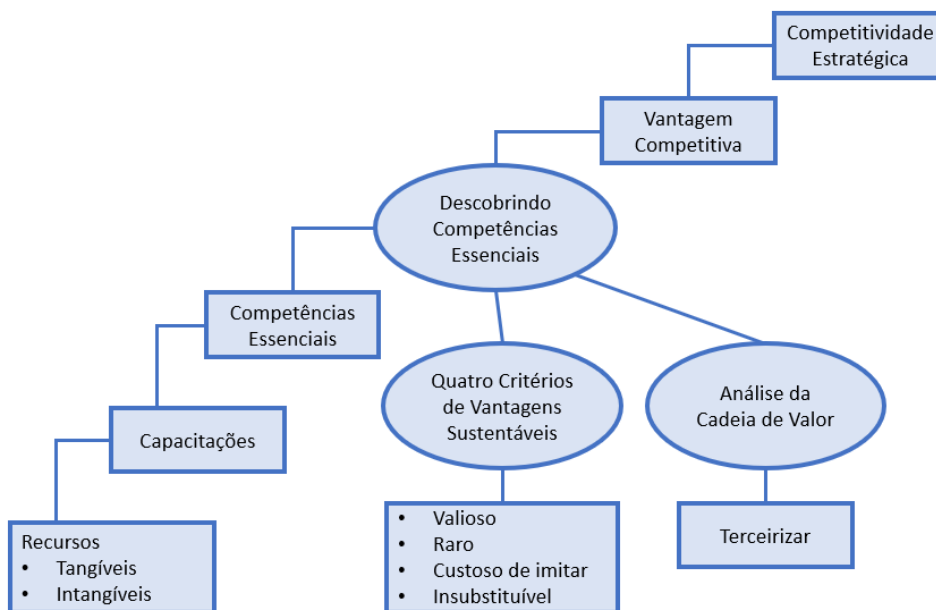 Competitividade
Estratégica
Vantagem
Competitiva
Descobrindo
Competências
Essenciais
Competências
Essenciais
Quatro Critérios
de Vantagens
Sustentáveis
Análise da
Cadeia de Valor
Capacitações
Recursos
• Tangíveis
• Intangíveis
• Valioso
• Raro
• Custoso de imitar
• Insubstituível
Terceirizar